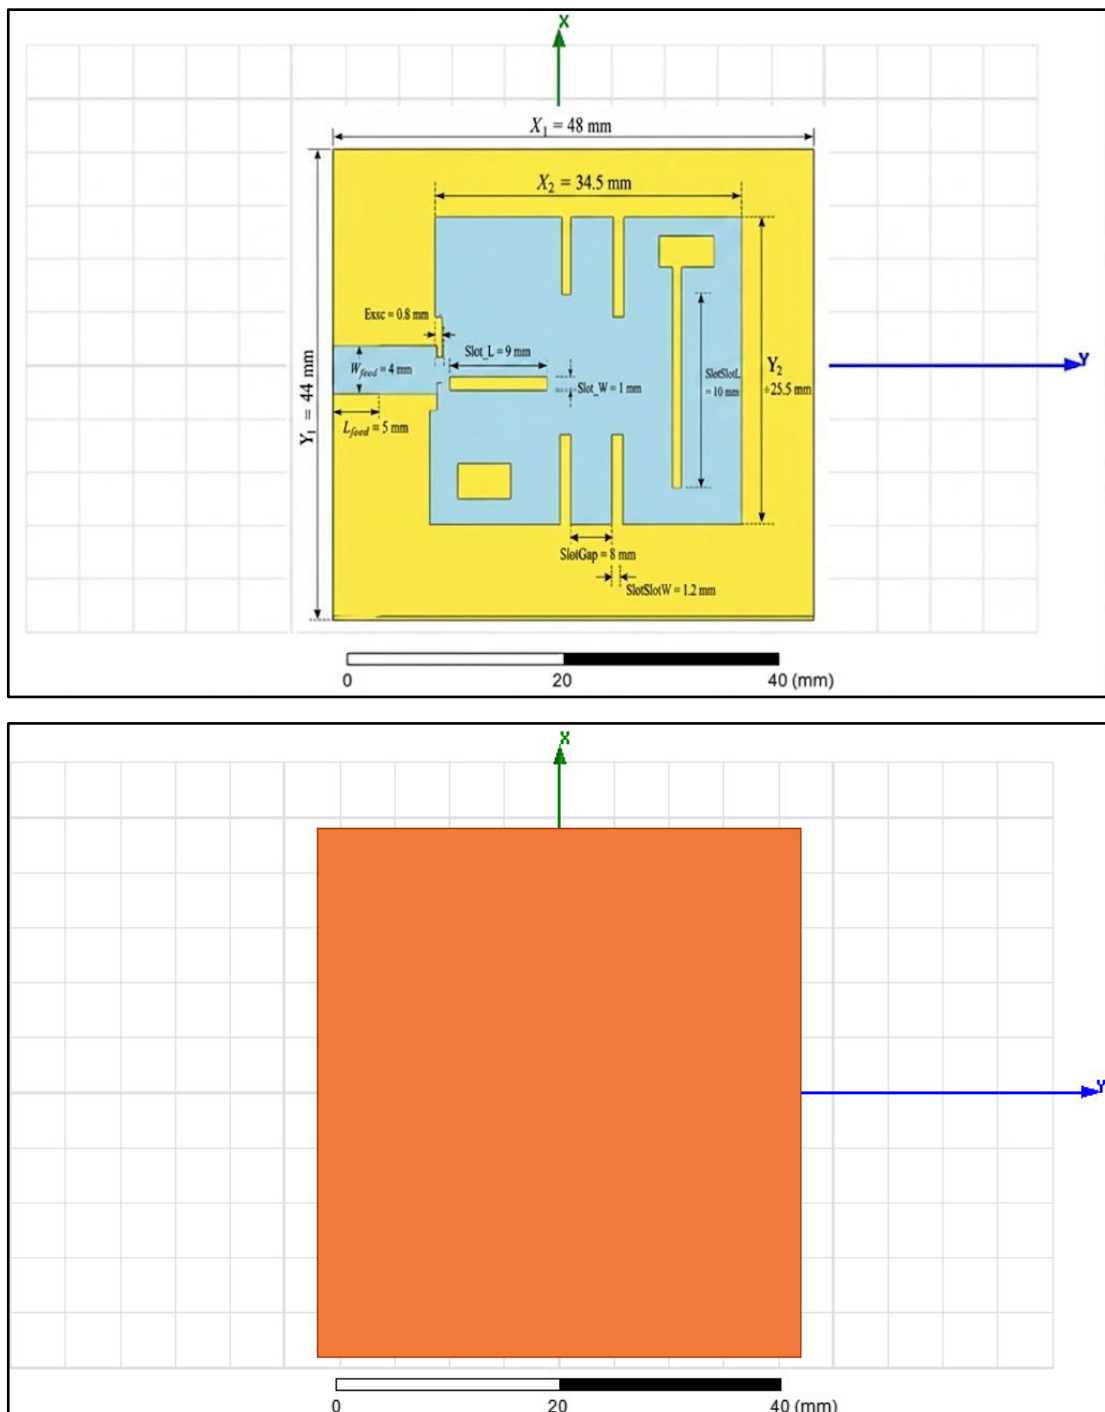 X
X₁ = 48 mm
X₂ = 34.5 mm
Exsc = 0.8 mm
Slot_L = 9 mm
W_feed = 4 mm
Slot_W = 1 mm
SlotSlotL
= 10 mm
Y₂
±25.5 mm
Y
L_feed = 5 mm
Y₁ = 44 mm
SlotGap = 8 mm
SlotSlotW = 1.2 mm
0
20
40 (mm)
X
Y
0
20
40 (mm)